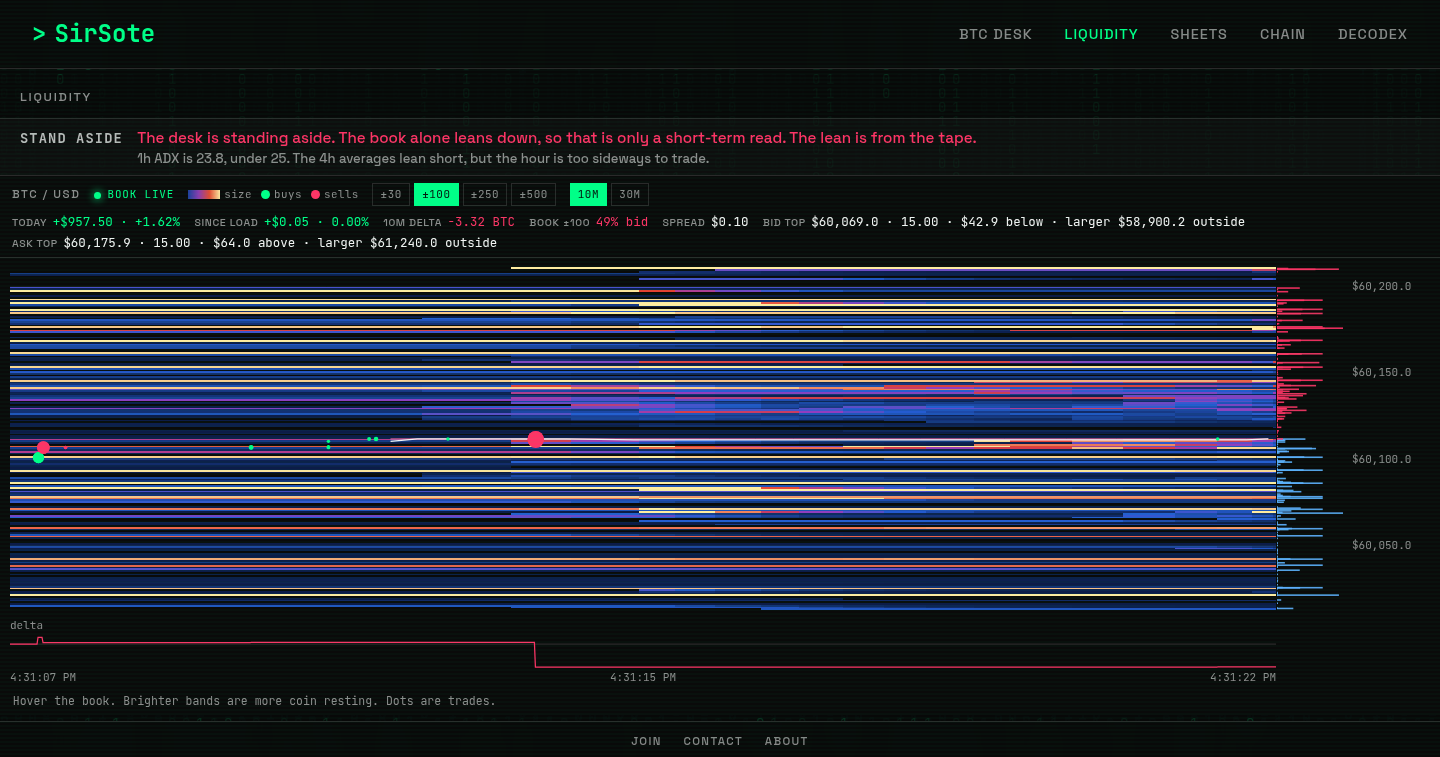 > SirSote
BTC DESK LIQUIDITY SHEETS CHAIN DECODEX
LIQUIDITY
STAND ASIDE The desk is standing aside. The book alone leans down, so that is only a short-term read. The lean is from the tape.
1h ADX is 23.8, under 25. The 4h averages lean short, but the hour is too sideways to trade.
BTC / USD BOOK LIVE size buys sells ±30 ±100 ±250 ±500 10M 30M
TODAY +$957.50 · +1.62% SINCE LOAD +$0.05 · 0.00% 10M DELTA -3.32 BTC BOOK ±100 49% bid SPREAD $0.10 BID TOP $60,069.0 · 15.00 · $42.9 below · larger $58,900.2 outside
ASK TOP $60,175.9 · 15.00 · $64.0 above · larger $61,240.0 outside
$60,200.0
$60,150.0
$60,100.0
$60,050.0
delta
4:31:07 PM 4:31:15 PM 4:31:22 PM
Hover the book. Brighter bands are more coin resting. Dots are trades.
JOIN CONTACT ABOUT